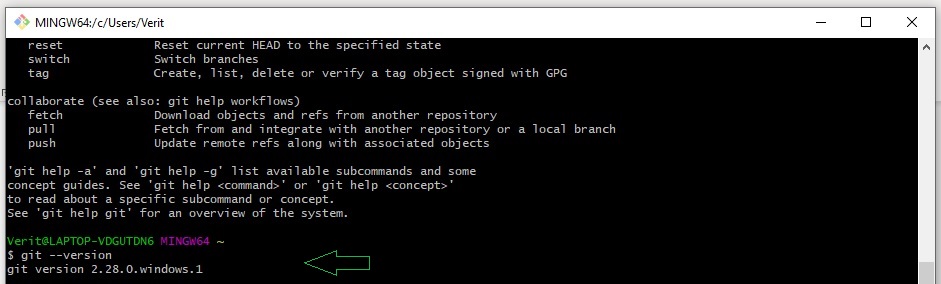 MINGW64:/c/Users/Verit
reset Reset current HEAD to the specified state
switch Switch branches
tag Create, list, delete or verify a tag object signed with GPG
collaborate (see also: git help workflows)
fetch Download objects and refs from another repository
pull Fetch from and integrate with another repository or a local branch
push Update remote refs along with associated objects
'git help -a' and 'git help -g' list available subcommands and some
concept guides. See 'git help <command>' or 'git help <concept>'
to read about a specific subcommand or concept.
See 'git help git' for an overview of the system.
Verit@LAPTOP-VDGUTDN6 MINGW64 ~
$ git --version
git version 2.28.0.windows.1